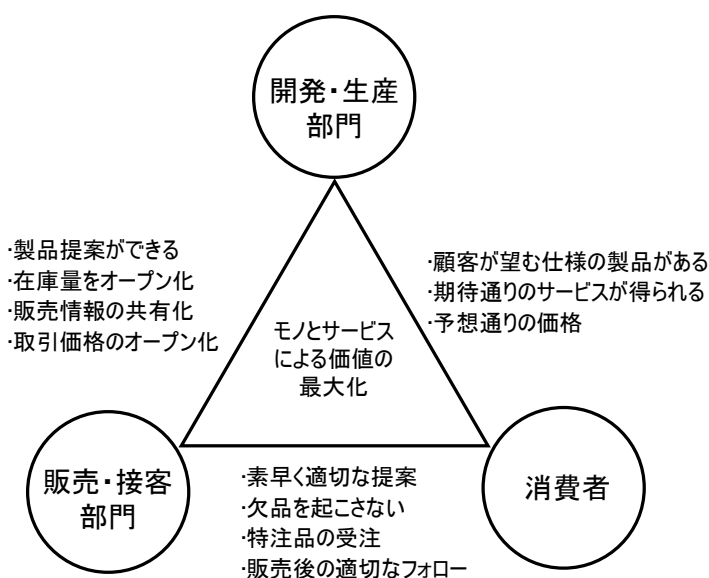 開発・生産
部門
・製品提案ができる
・在庫量をオープン化
・販売情報の共有化
・取引価格のオープン化
・顧客が望む仕様の製品がある
・期待通りのサービスが得られる
・予想通りの価格
モノとサービス
による価値の
最大化
販売・接客
部門
・素早く適切な提案
・欠品を起こさない
・特注品の受注
・販売後の適切なフォロー
消費者